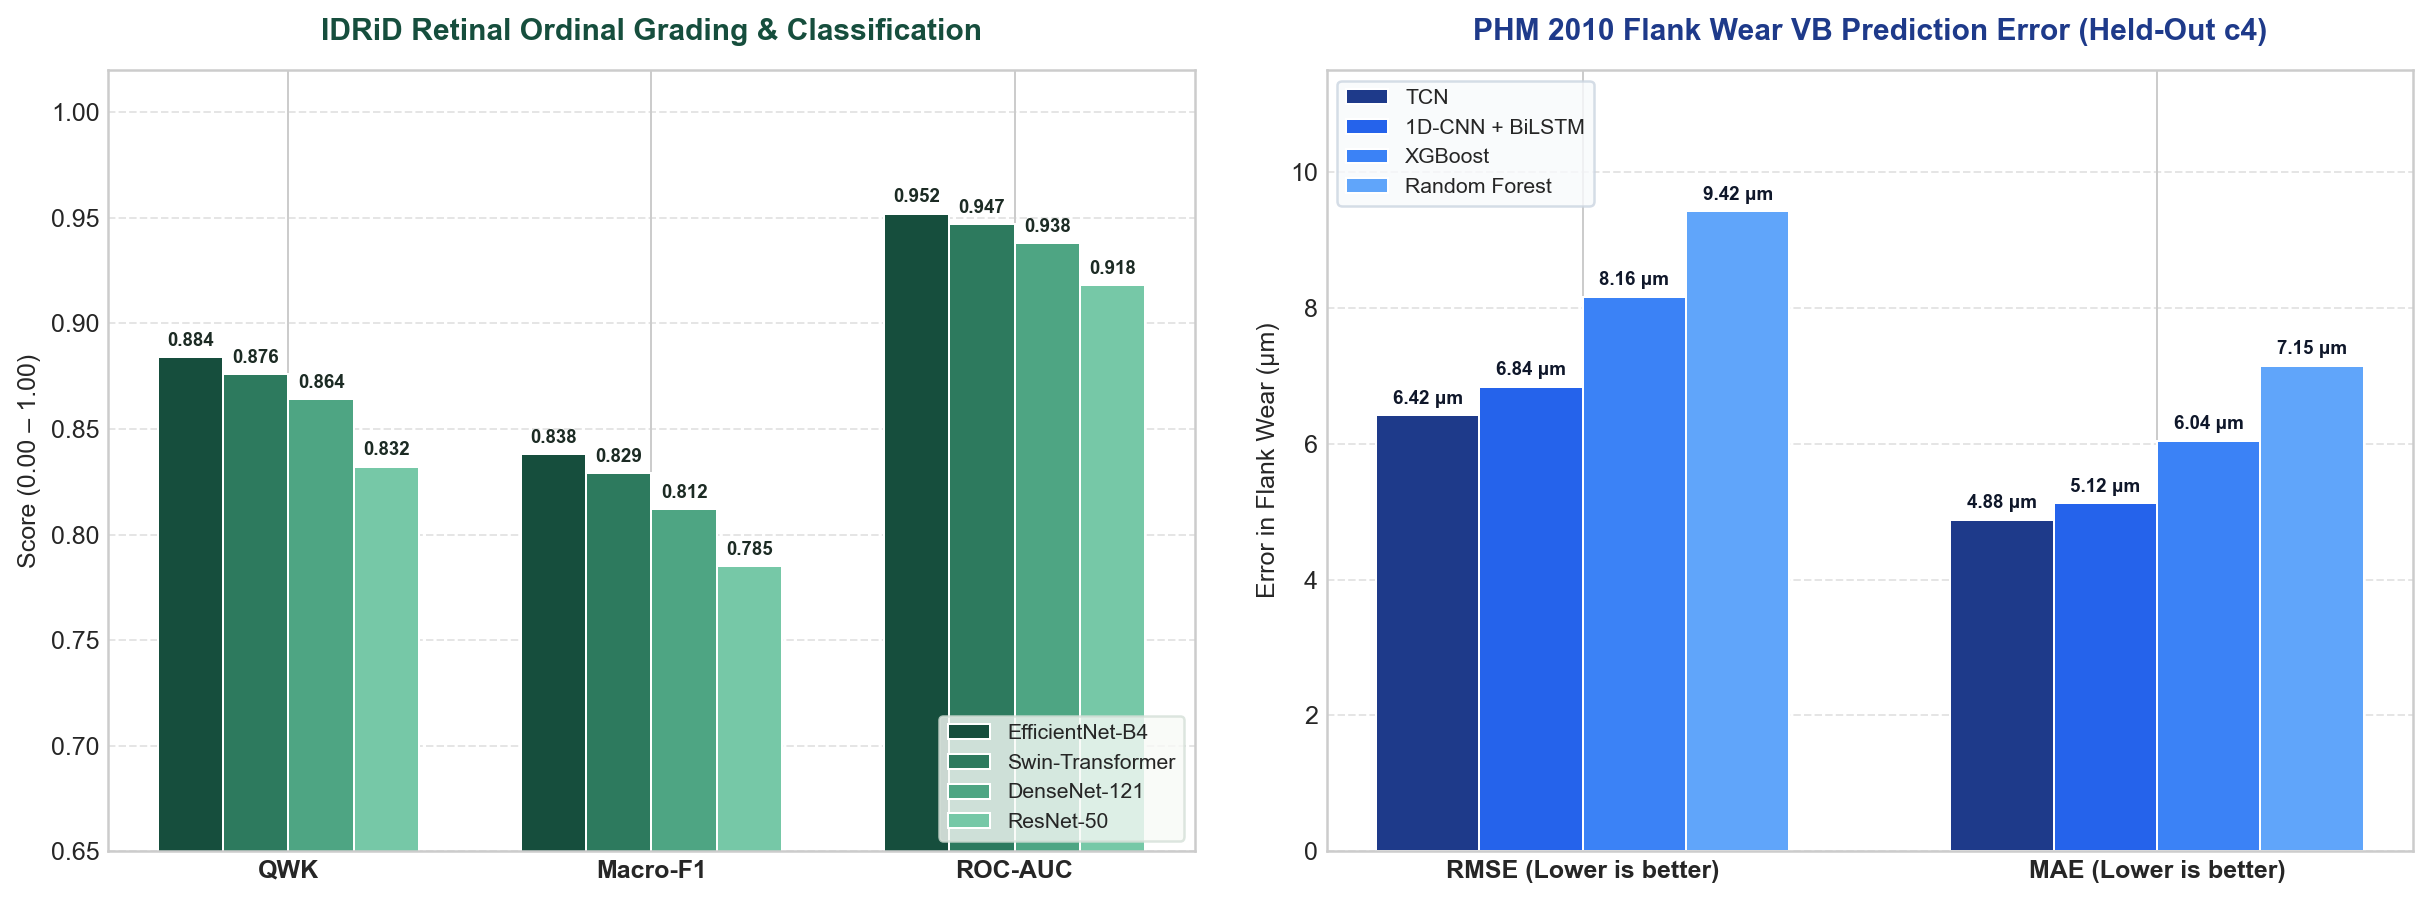 IDRiD Retinal Ordinal Grading & Classification
Score (0.00 – 1.00)
1.00
0.95
0.90
0.85
0.80
0.75
0.70
0.65
0.884
0.876
0.864
0.832
0.838
0.829
0.812
0.785
0.952
0.947
0.938
0.918
EfficientNet-B4
Swin-Transformer
DenseNet-121
ResNet-50
QWK
Macro-F1
ROC-AUC
PHM 2010 Flank Wear VB Prediction Error (Held-Out c4)
Error in Flank Wear (µm)
10
8
6
4
2
0
TCN
1D-CNN + BiLSTM
XGBoost
Random Forest
6.42 µm
6.84 µm
8.16 µm
9.42 µm
4.88 µm
5.12 µm
6.04 µm
7.15 µm
RMSE (Lower is better)
MAE (Lower is better)